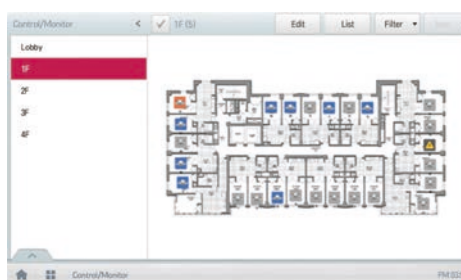 Control/Monitor
<
1F (5)
Edit
List
Filter
Lobby
1F
2F
3F
4F
Control/Monitor